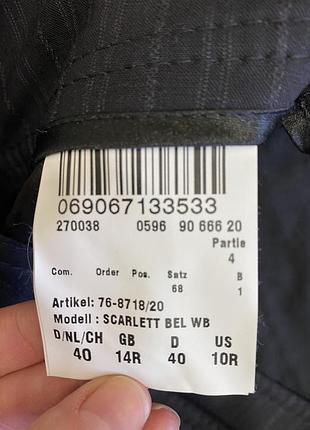 069067133533
270038 0596 90 666 20
Partie
4
Com. Order Pos. Satz B
68 1
Artikel: 76-8718/20
Modell : SCARLETT BEL WB
D/NL/CH GB D US
40 14R 40 10R